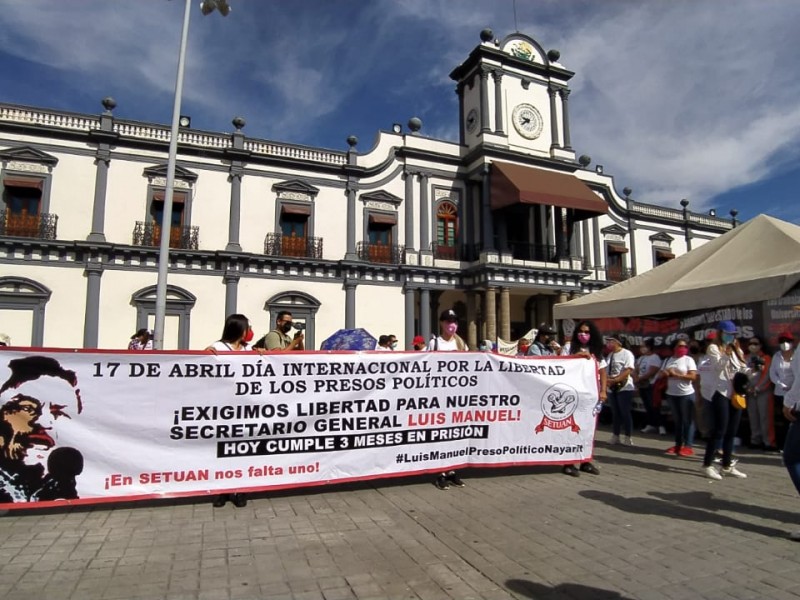 17 DE ABRIL DÍA INTERNACIONAL POR LA LIBERTAD
DE LOS PRESOS POLÍTICOS
¡EXIGIMOS LIBERTAD PARA NUESTRO
SECRETARIO GENERAL LUIS MANUEL!
HOY CUMPLE 3 MESES EN PRISIÓN
¡En SETUAN nos falta uno!
#LuisManuelPresoPolíticoNayarit
SETUAN